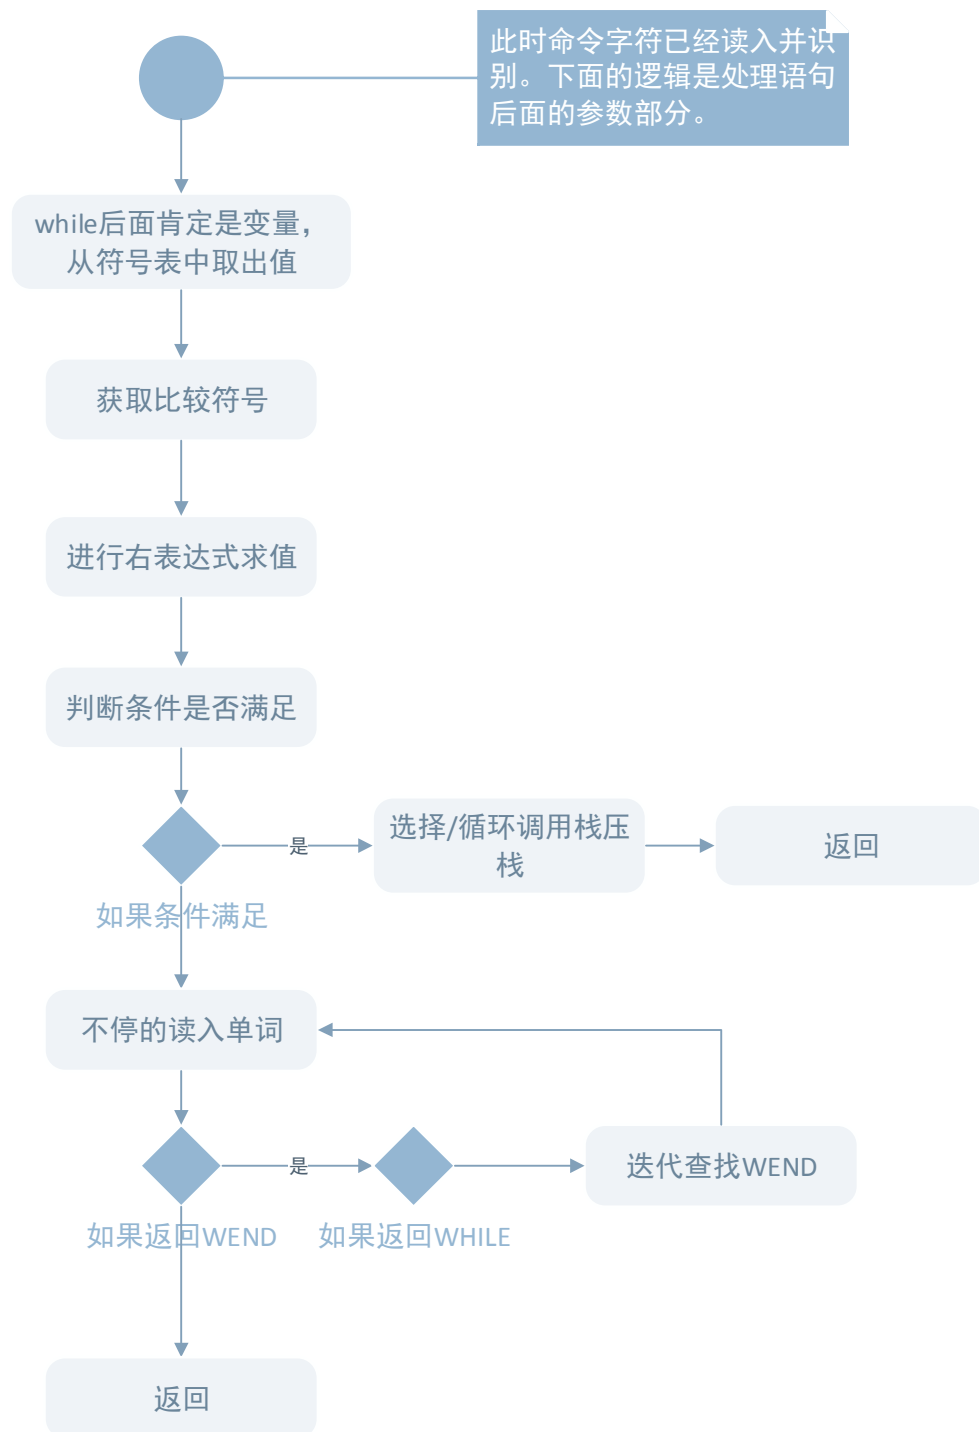 此时命令字符已经读入并识
别。下面的逻辑是处理语句
后面的参数部分。
while后面肯定是变量，
从符号表中取出值
获取比较符号
进行右表达式求值
判断条件是否满足
是
选择/循环调用栈压
栈
返回
如果条件满足
不停的读入单词
是
迭代查找WEND
如果返回WEND
如果返回WHILE
返回